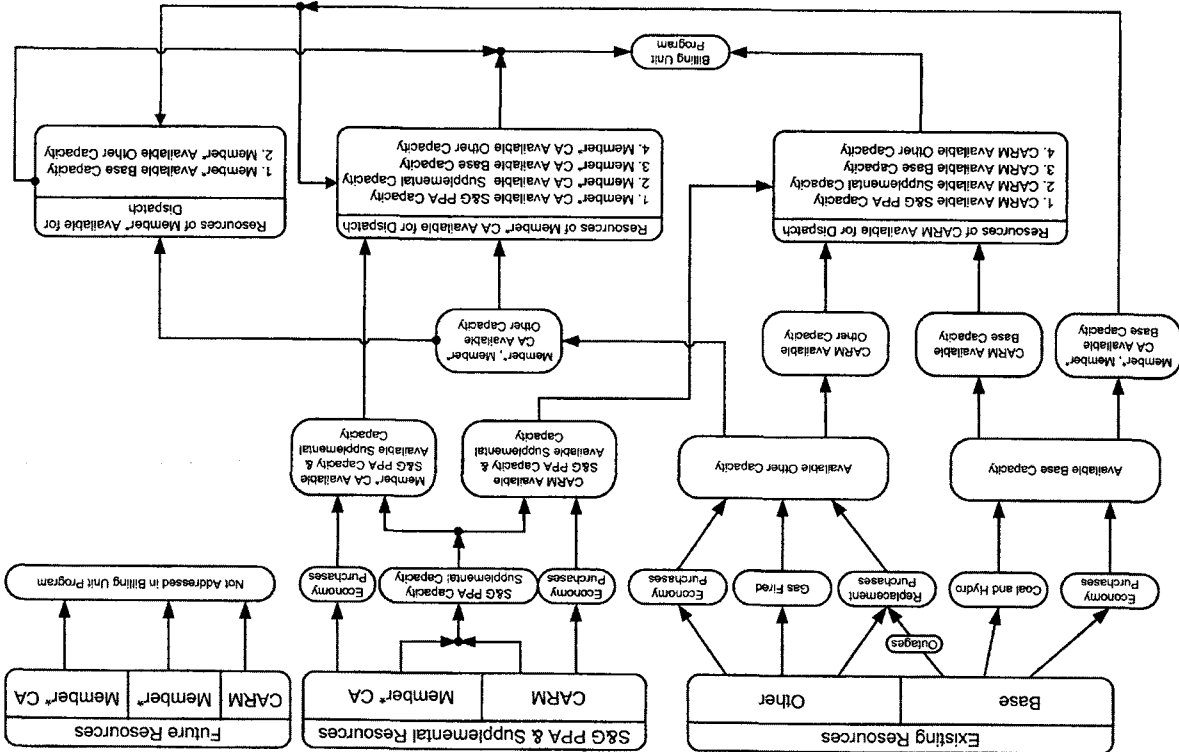 Existing Resources
Base
Other
S&G PPA & Supplemental Resources
CARM
Member* CA
Future Resources
CARM
Member*
Member* CA
Outages
Economy
Purchases
Coal and Hydro
Replacement
Purchases
Gas Fired
Economy
Purchases
Economy
Purchases
S&G PPA
Supplemental Capacity
Economy
Purchases
Not Addressed in Billing Unit Program
Available Base Capacity
Available Other Capacity
CARM Available
S&G PPA Capacity &
Available Supplemental
Capacity
Member* CA Available
S&G PPA Capacity &
Available Supplemental
Capacity
Member*, Member*
CA Available
Base Capacity
CARM Available
Base Capacity
CARM Available
Other Capacity
Member*, Member*
CA Available
Other Capacity
Resources of CARM Available for Dispatch
1. CARM Available S&G PPA Capacity
2. CARM Available Supplemental Capacity
3. CARM Available Base Capacity
4. CARM Available Other Capacity
Resources of Member* CA Available for Dispatch
1. Member* CA Available S&G PPA Capacity
2. Member* CA Available Supplemental Capacity
3. Member* CA Available Base Capacity
4. Member* CA Available Other Capacity
Resources of Member* Available for
Dispatch
1. Member* Available Base Capacity
2. Member* Available Other Capacity
Billing Unit
Program